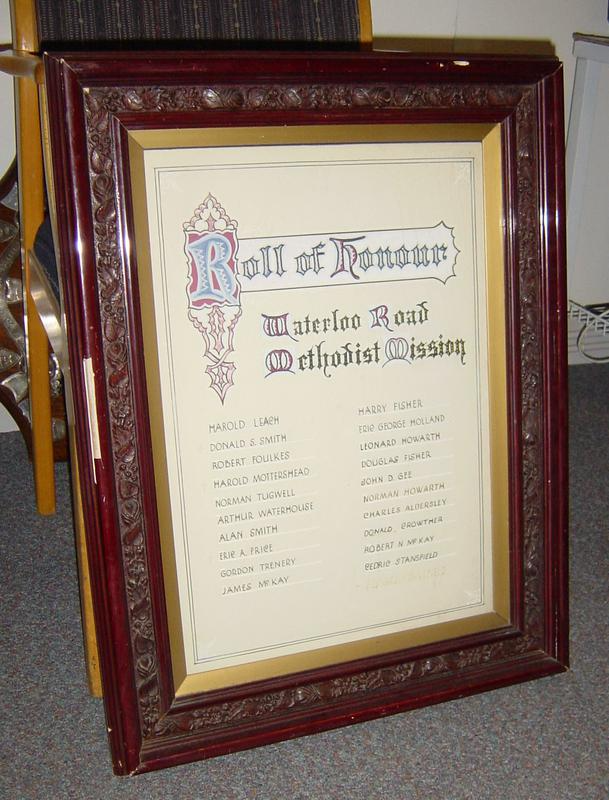 Roll of Honour
Waterloo Road
Methodist Mission
HAROLD LEACH
DONALD S. SMITH
ROBERT FOULKES
HAROLD MOTTERSHEAD
NORMAN TUGWELL
ARTHUR WATERHOUSE
ALAN SMITH
ERIC A. PRICE
GORDON TRENERY
JAMES McKAY
HARRY FISHER
ERIC GEORGE HOLLAND
LEONARD HOWARTH
DOUGLAS FISHER
JOHN D. GEE
NORMAN HOWARTH
CHARLES ALDERSLEY
DONALD. CROWTHER
ROBERT N McKAY
CEDRIC STANSFIELD